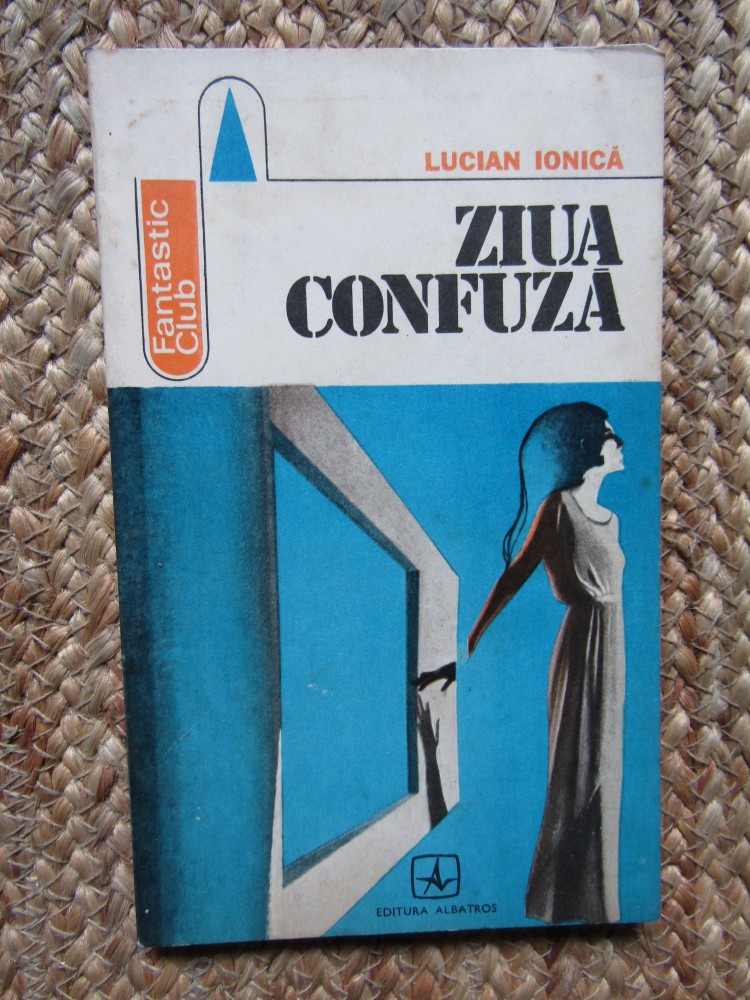 LUCIAN IONICĂ
Fantastic
Club
ZIUA
CONFUZĂ
EDITURA ALBATROS